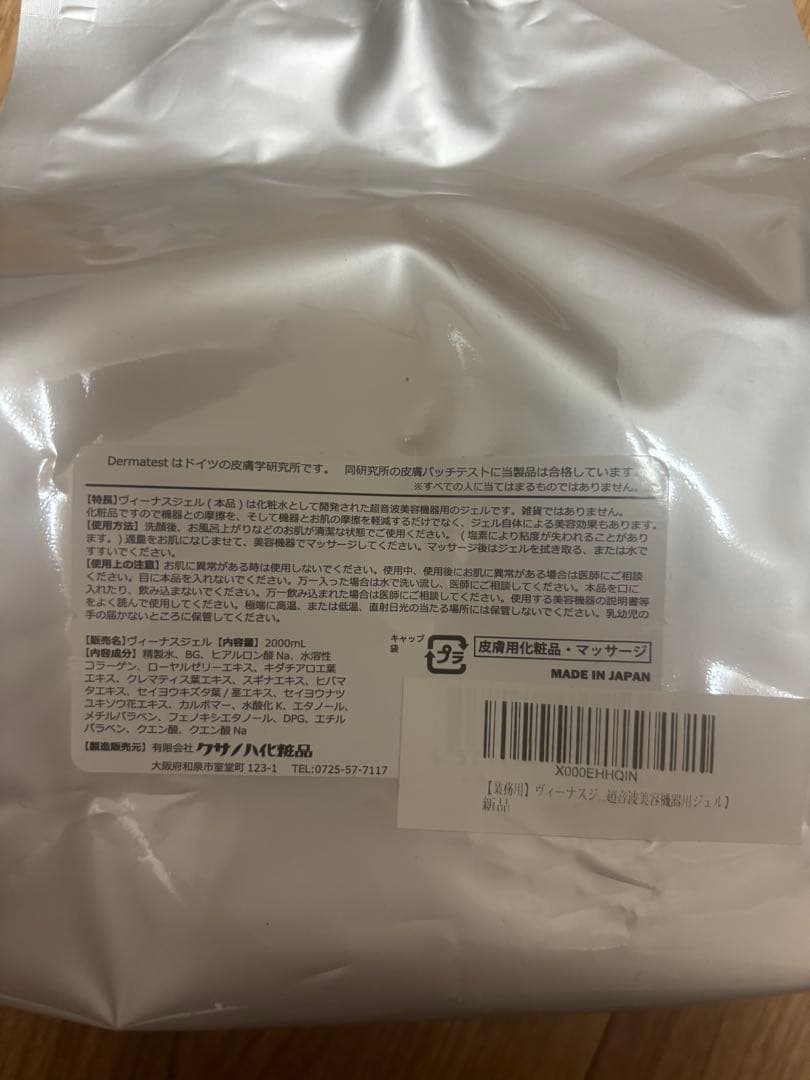 Dermatest はドイツの皮膚学研究所です。 同研究所の皮膚パッチテストに当製品は合格しています。
※すべての人に当てはまるものではありません。
【特長】ヴィーナスジェル(本品)は化粧水として開発された超音波美容機器用のジェルです。雑貨ではありません。
化粧品ですので機器との摩擦を、そして機器とお肌の摩擦を軽減するだけでなく、ジェル自体による美容効果もあります。
【使用方法】洗顔後、お風呂上がりなどのお肌が清潔な状態でご使用ください。(塩素により粘度が失われることがあり
ます。)適量をお肌になじませて、美容機器でマッサージしてください。マッサージ後はジェルを拭き取る、または水で
すすいでください。
【使用上の注意】お肌に異常がある時は使用しないでください。使用中、使用後にお肌に異常がある場合は医師にご相談
ください。目に本品を入れないでください。万一入った場合は水で洗い流し、医師にご相談してください。本品を口に
入れたり、飲み込まないでください。万一飲み込まれた場合は医師にご相談してください。使用する美容機器の説明書等
をよく読んで使用してください。極端に高温、または低温、直射日光の当たる場所には保管しないでください。乳幼児の
手の届かないところに保管してください。
【販売名】ヴィーナスジェル【内容量】2000mL
【内容成分】精製水、BG、ヒアルロン酸Na、水溶性
コラーゲン、ローヤルゼリーエキス、キダチアロエ葉
エキス、クレマティス葉エキス、スギナエキス、ヒバマ
タエキス、セイヨウキズタ葉/茎エキス、セイヨウナツ
ユキソウ花エキス、カルボマー、水酸化K、エタノール、
メチルパラベン、フェノキシエタノール、DPG、エチル
パラベン、クエン酸、クエン酸Na
【製造販売元】有限会社クサノハ化粧品
大阪府和泉市室堂町 123-1 TEL:0725-57-7117
キャップ
袋
プラ
皮膚用化粧品・マッサージ
MADE IN JAPAN
X000EHHQIN
【業務用】ヴィーナスジ...超音波美容機器用ジェル】
新品